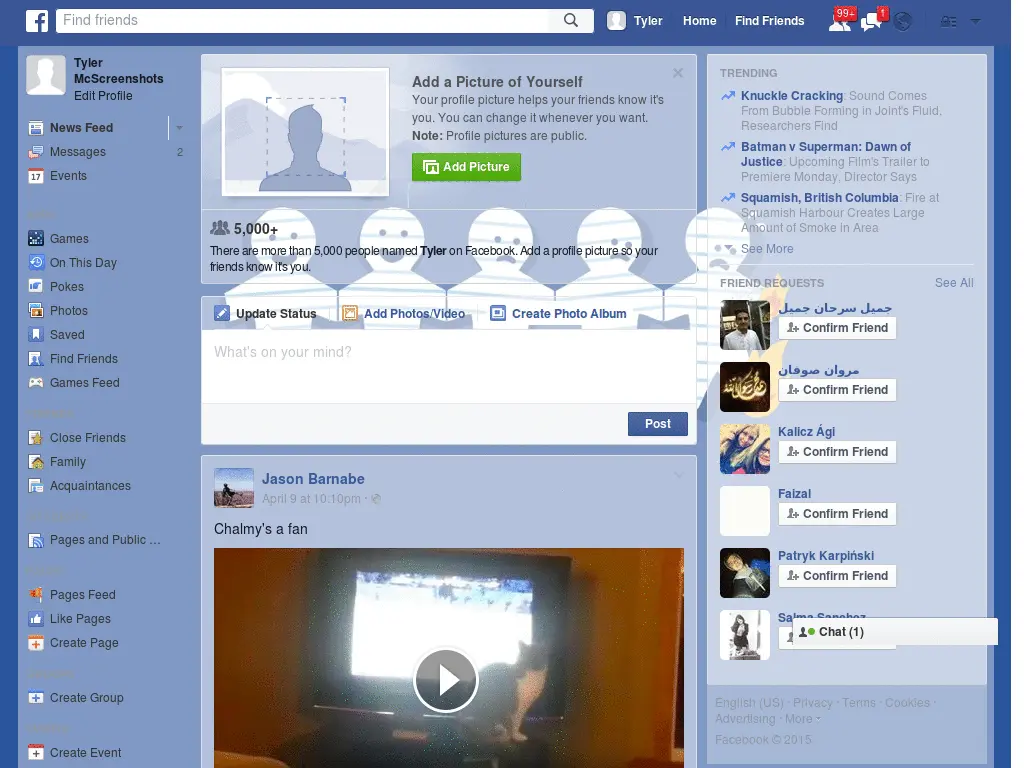 Find friends
Tyler
Home
Find Friends
99+
1
Tyler
McScreenshots
Edit Profile
News Feed
Messages
2
17
Events
Games
On This Day
Pokes
Photos
Saved
Find Friends
Games Feed
Close Friends
Family
Acquaintances
Pages and Public ...
Pages Feed
Like Pages
Create Page
Create Group
Create Event
Add a Picture of Yourself
Your profile picture helps your friends know it's
you. You can change it whenever you want.
Note: Profile pictures are public.
Add Picture
5,000+
There are more than 5,000 people named Tyler on Facebook. Add a profile picture so your
friends know it's you.
Update Status
Add Photos/Video
Create Photo Album
What's on your mind?
Post
Jason Barnabe
April 9 at 10:10pm ·
Chalmy's a fan
TRENDING
Knuckle Cracking: Sound Comes
From Bubble Forming in Joint's Fluid,
Researchers Find
Batman v Superman: Dawn of
Justice: Upcoming Film's Trailer to
Premiere Monday, Director Says
Squamish, British Columbia: Fire at
Squamish Harbour Creates Large
Amount of Smoke in Area
See More
FRIEND REQUESTS
See All
جميل سرحان جميل
Confirm Friend
مروان صوفان
Confirm Friend
Kalicz Ági
Confirm Friend
Faizal
Confirm Friend
Patryk Karpiński
Confirm Friend
Salma Sanchez
Chat (1)
English (US) · Privacy · Terms · Cookies ·
Advertising · More
Facebook © 2015